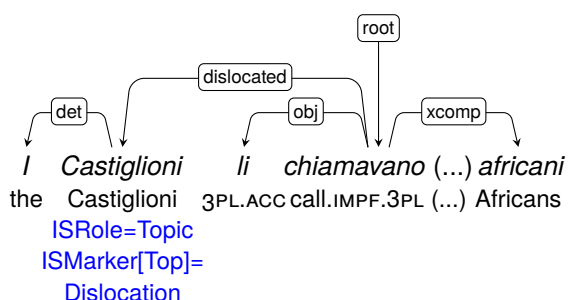 root
dislocated
det obj xcomp
I Castiglioni li chiamavano (...) africani
the Castiglioni 3PL.ACC call.IMPF.3PL (...) Africans
ISRole=Topic
ISMarker[Top]=
Dislocation